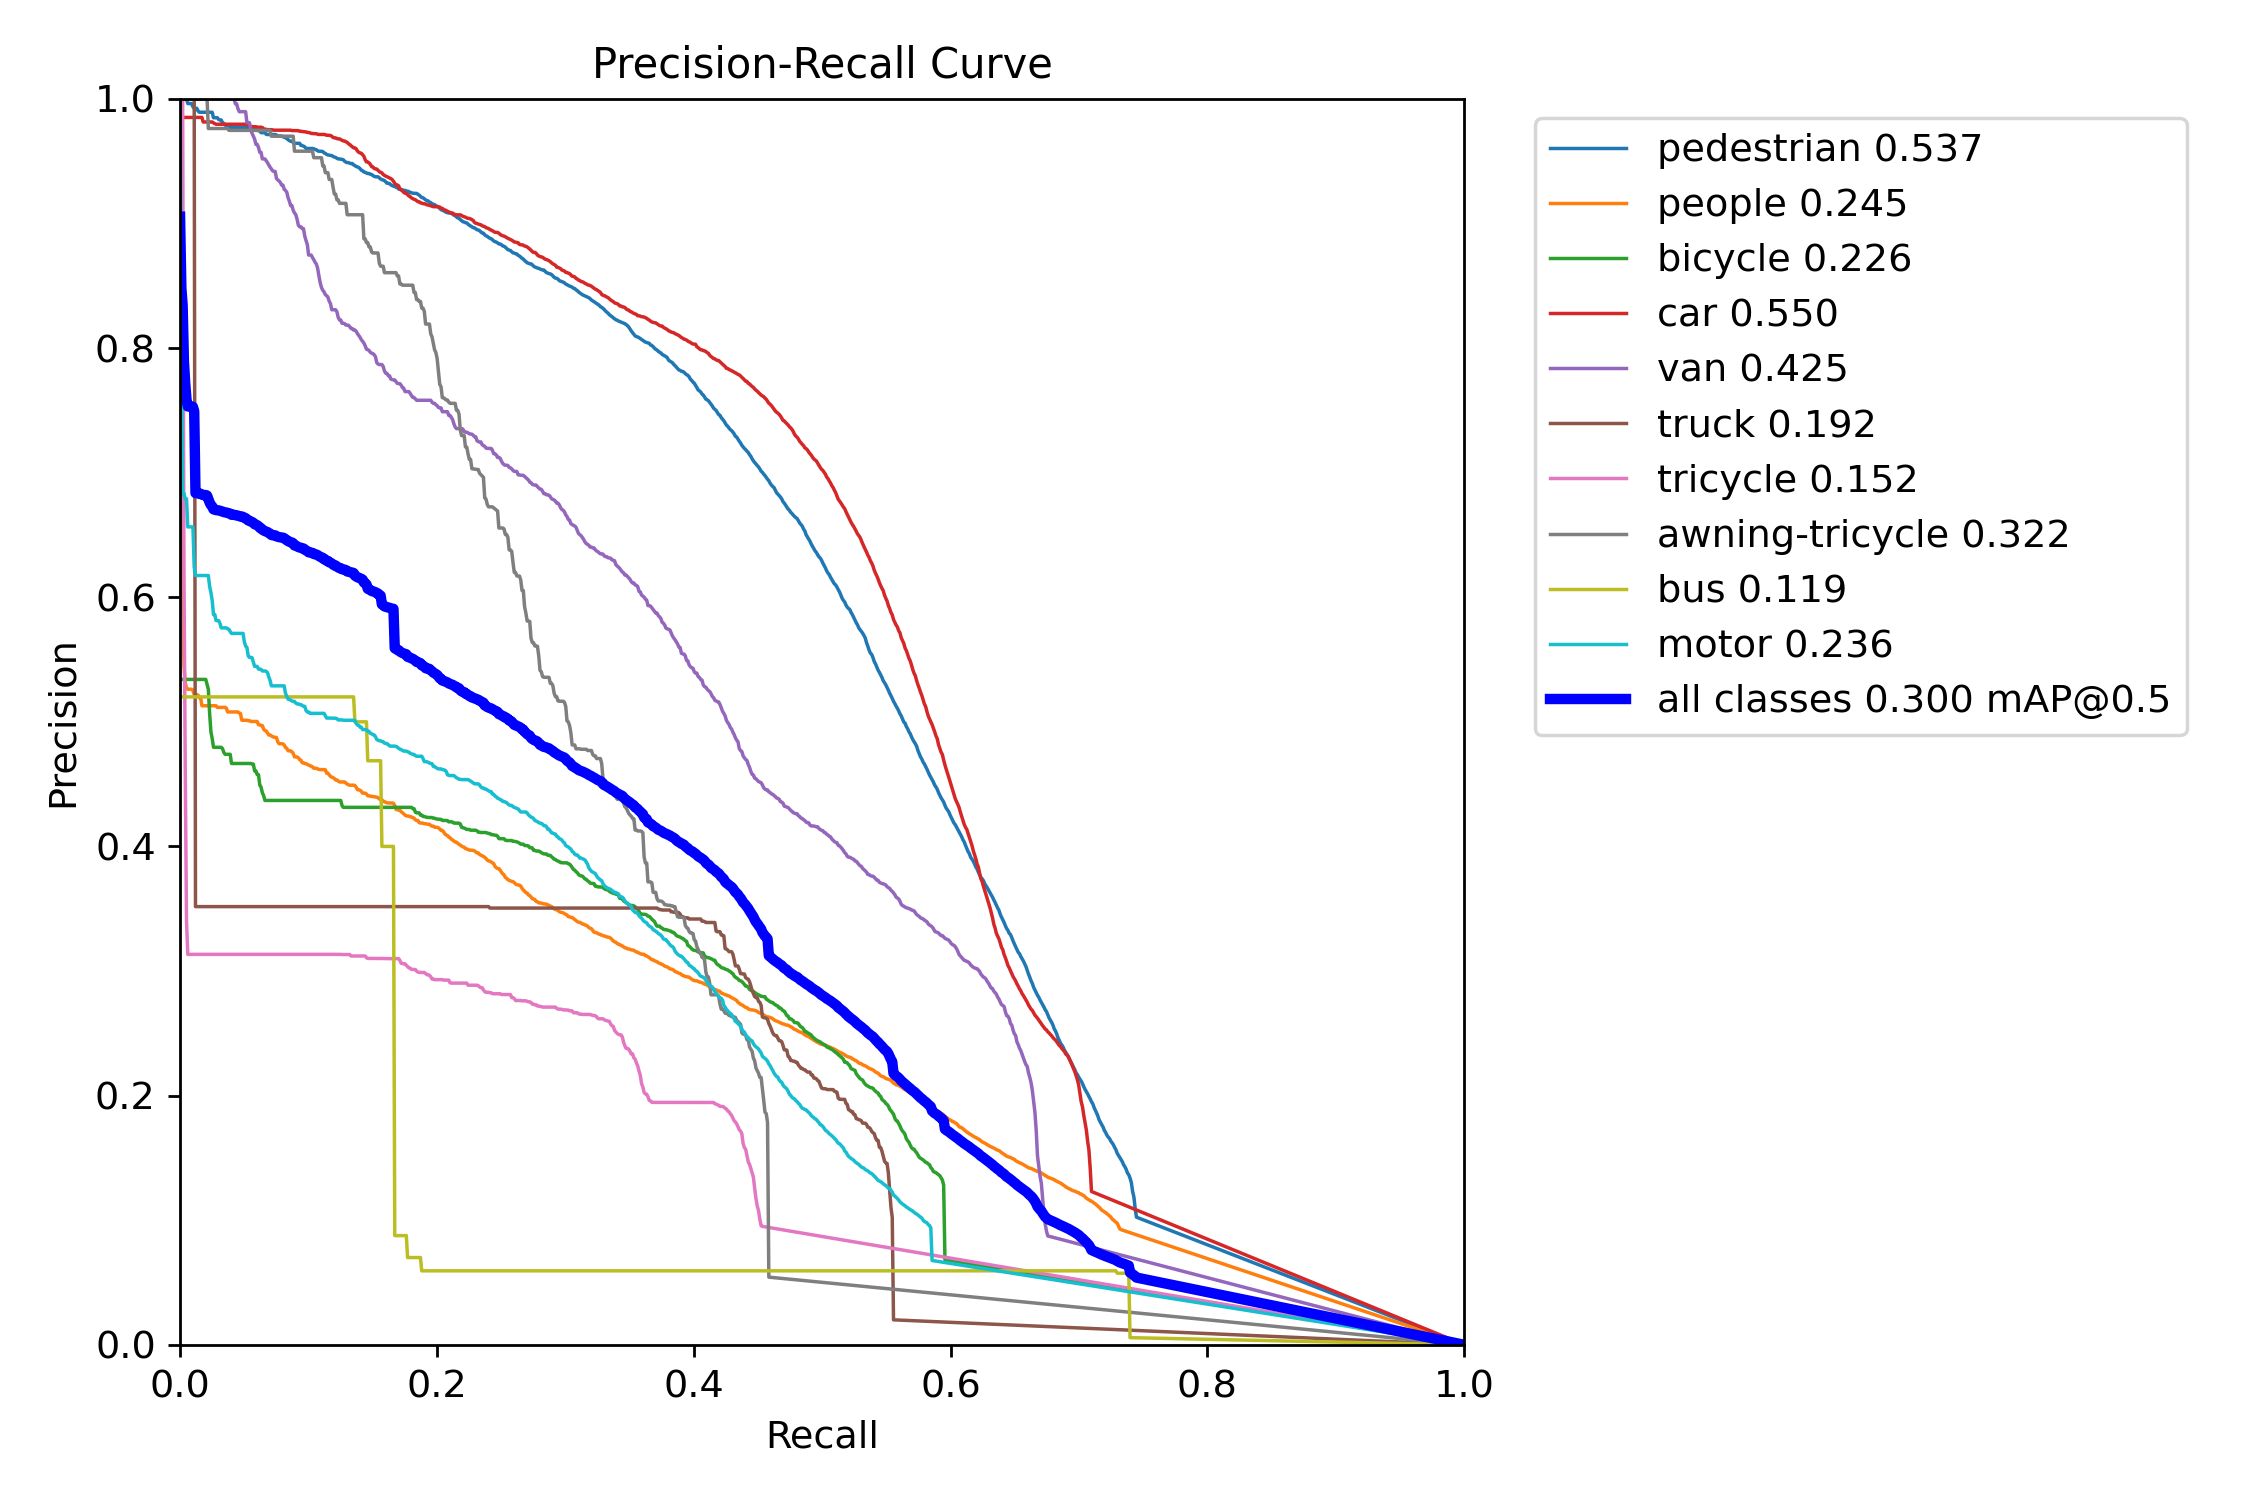 Precision-Recall Curve
1.0
0.8
0.6
0.4
0.2
0.0
Precision
0.0 0.2 0.4 0.6 0.8 1.0
Recall
pedestrian 0.537
people 0.245
bicycle 0.226
car 0.550
van 0.425
truck 0.192
tricycle 0.152
awning-tricycle 0.322
bus 0.119
motor 0.236
all classes 0.300 mAP@0.5